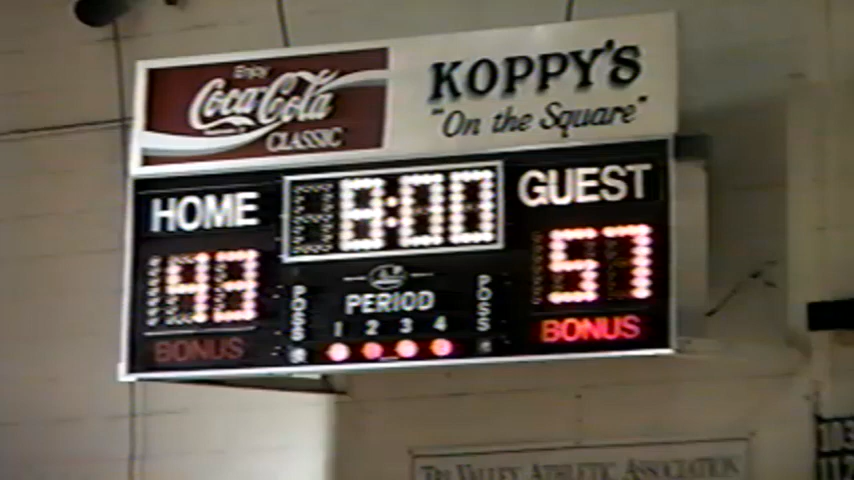 Enjoy
Coca-Cola
CLASSIC
KOPPY'S
"On the Square"
HOME
8:00
GUEST
93
57
PERIOD
POSS
POSS
1 2 3 4
BONUS
BONUS
TRI VALLEY ATHLETIC ASSOCIATION